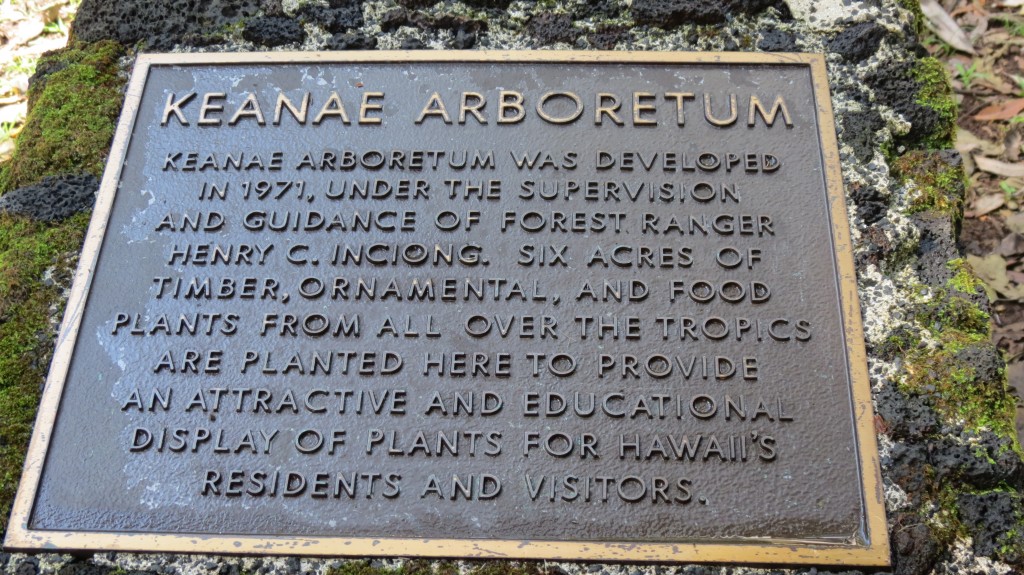 KEANAE ARBORETUM
KEANAE ARBORETUM WAS DEVELOPED
IN 1971, UNDER THE SUPERVISION
AND GUIDANCE OF FOREST RANGER
HENRY C. INCIONG. SIX ACRES OF
TIMBER, ORNAMENTAL, AND FOOD
PLANTS FROM ALL OVER THE TROPICS
ARE PLANTED HERE TO PROVIDE
AN ATTRACTIVE AND EDUCATIONAL
DISPLAY OF PLANTS FOR HAWAII'S
RESIDENTS AND VISITORS.